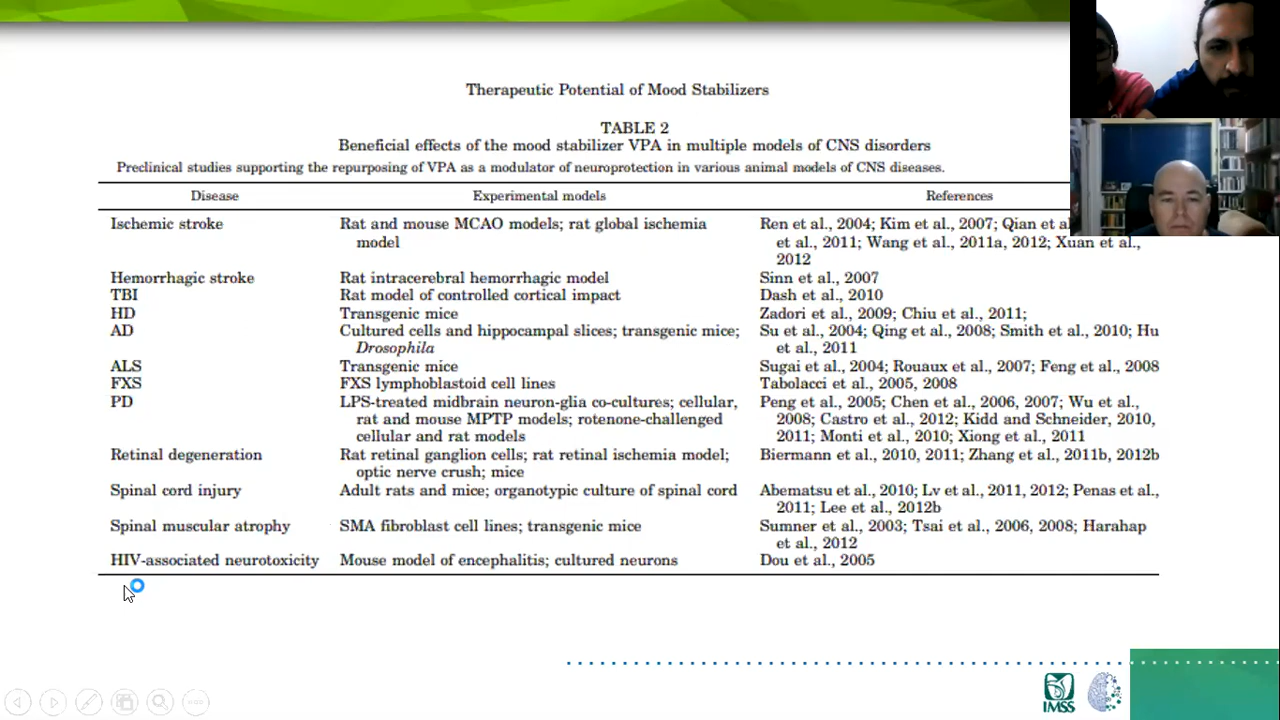 Therapeutic Potential of Mood Stabilizers
TABLE 2
Beneficial effects of the mood stabilizer VPA in multiple models of CNS disorders
Preclinical studies supporting the repurposing of VPA as a modulator of neuroprotection in various animal models of CNS diseases.
Disease Experimental models References
Ischemic stroke Rat and mouse MCAO models; rat global ischemia Ren et al., 2004; Kim et al., 2007; Qian et al
model et al., 2011; Wang et al., 2011a, 2012; Xuan et al.,
2012
Hemorrhagic stroke Rat intracerebral hemorrhagic model Sinn et al., 2007
TBI Rat model of controlled cortical impact Dash et al., 2010
HD Transgenic mice Zadori et al., 2009; Chiu et al., 2011;
AD Cultured cells and hippocampal slices; transgenic mice; Su et al., 2004; Qing et al., 2008; Smith et al., 2010; Hu
Drosophila et al., 2011
ALS Transgenic mice Sugai et al., 2004; Rouaux et al., 2007; Feng et al., 2008
FXS FXS lymphoblastoid cell lines Tabolacci et al., 2005, 2008
PD LPS-treated midbrain neuron-glia co-cultures; cellular, Peng et al., 2005; Chen et al., 2006, 2007; Wu et al.,
rat and mouse MPTP models; rotenone-challenged 2008; Castro et al., 2012; Kidd and Schneider, 2010,
cellular and rat models 2011; Monti et al., 2010; Xiong et al., 2011
Retinal degeneration Rat retinal ganglion cells; rat retinal ischemia model; Biermann et al., 2010, 2011; Zhang et al., 2011b, 2012b
optic nerve crush; mice
Spinal cord injury Adult rats and mice; organotypic culture of spinal cord Abematsu et al., 2010; Lv et al., 2011, 2012; Penas et al.,
2011; Lee et al., 2012b
Spinal muscular atrophy SMA fibroblast cell lines; transgenic mice Sumner et al., 2003; Tsai et al., 2006, 2008; Harahap
et al., 2012
HIV-associated neurotoxicity Mouse model of encephalitis; cultured neurons Dou et al., 2005
IMSS